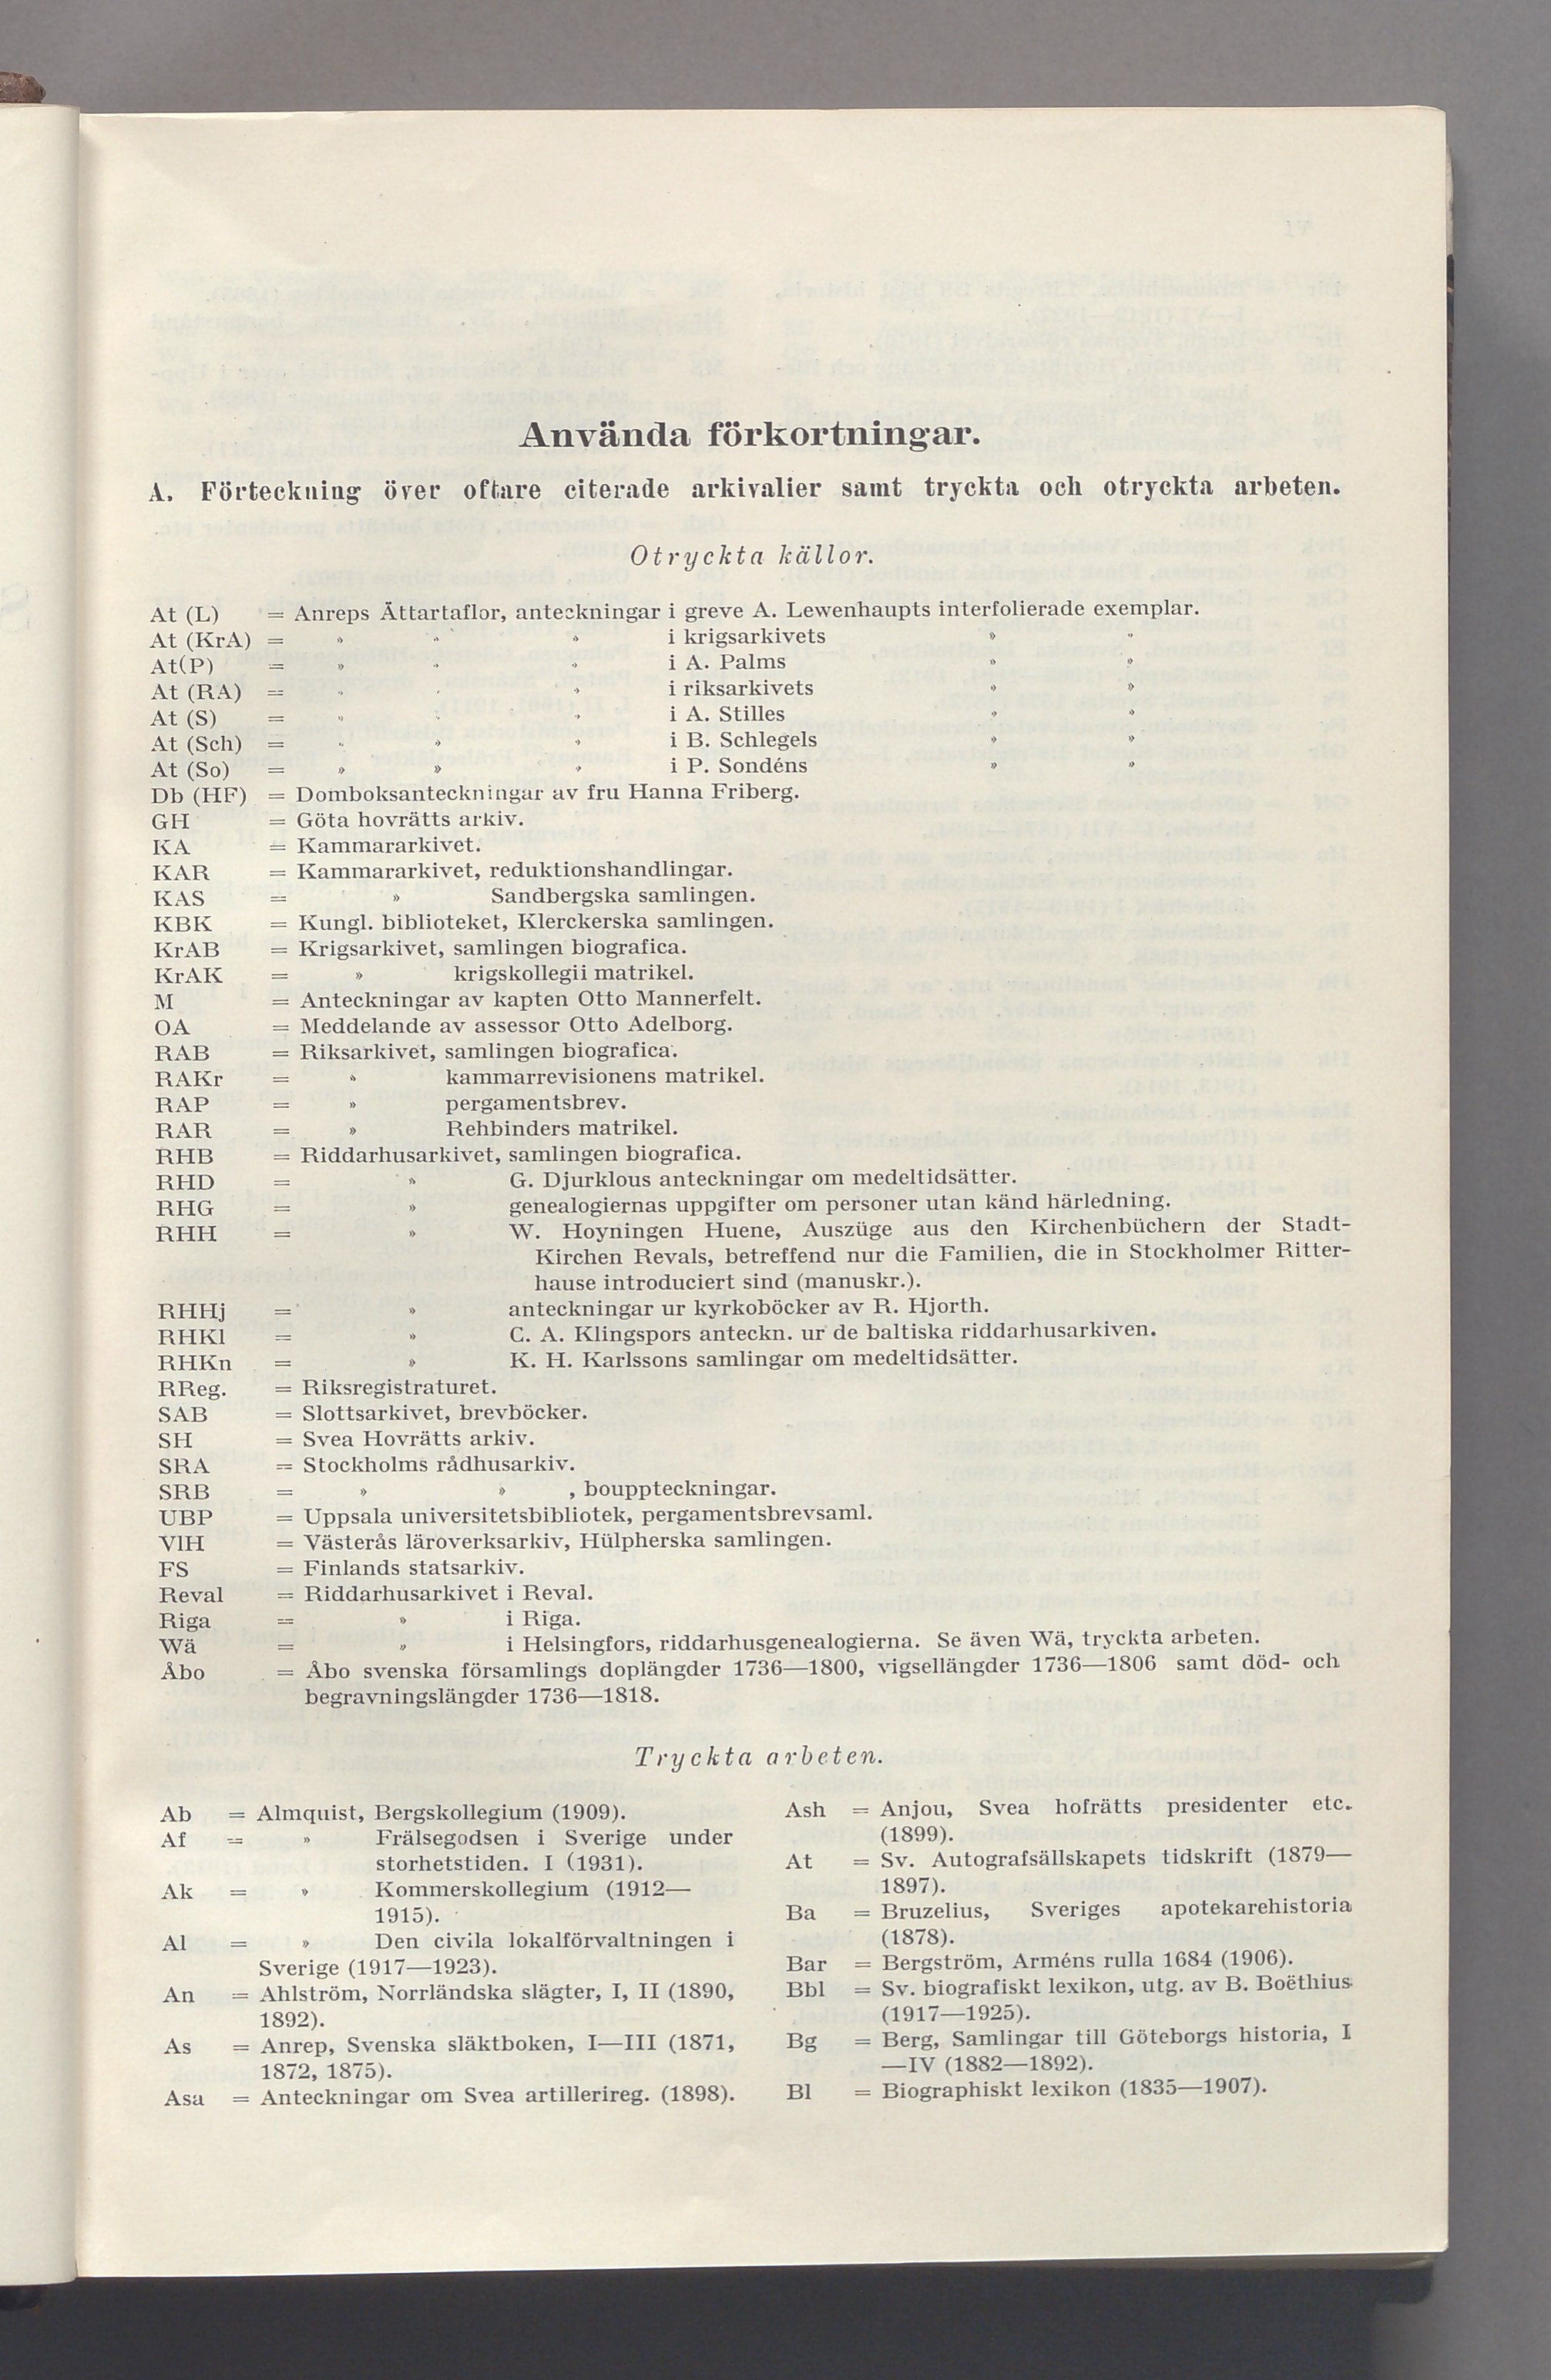 Använda förkortningar.
A. Förteckning över oftare citerade arkivalier samt tryckta och otryckta arbeten.
Otryckta källor.
At (L) = Anreps Ättartaflor, anteckningar i greve A. Lewenhaupts interfolierade exemplar.
At (KrA) = » » » i krigsarkivets » »
At(P) = » » » i A. Palms » »
At (RA) = » » » i riksarkivets » »
At (S) = » » » i A. Stilles » »
At (Sch) = » » » i B. Schlegels » »
At (So) = » » » i P. Sondéns » »
Db (HF) = Domboksanteckningar av fru Hanna Friberg.
GH = Göta hovrätts arkiv.
KA = Kammararkivet.
KAR = Kammararkivet, reduktionshandlingar.
KAS = » Sandbergska samlingen.
KBK = Kungl. biblioteket, Klerckerska samlingen.
KrAB = Krigsarkivet, samlingen biografica.
KrAK = » krigskollegii matrikel.
M = Anteckningar av kapten Otto Mannerfelt.
OA = Meddelande av assessor Otto Adelborg.
RAB = Riksarkivet, samlingen biografica.
RAKr = » kammarrevisionens matrikel.
RAP = » pergamentsbrev.
RAR = » Rehbinders matrikel.
RHB = Riddarhusarkivet, samlingen biografica.
RHD = » G. Djurklous anteckningar om medeltidsätter.
RHG = » genealogiernas uppgifter om personer utan känd härledning.
RHH = » W. Hoyningen Huene, Auszüge aus den Kirchenbüchern der Stadt-
Kirchen Revals, betreffend nur die Familien, die in Stockholmer Ritter-
hause introduciert sind (manuskr.).
RHHj = » anteckningar ur kyrkoböcker av R. Hjorth.
RHKl = » C. A. Klingspors anteckn. ur de baltiska riddarhusarkiven.
RHKn = » K. H. Karlssons samlingar om medeltidsätter.
RReg. = Riksregistraturet.
SAB = Slottsarkivet, brevböcker.
SH = Svea Hovrätts arkiv.
SRA = Stockholms rådhusarkiv.
SRB = » » , bouppteckningar.
UBP = Uppsala universitetsbibliotek, pergamentsbrevsaml.
VlH = Västerås läroverksarkiv, Hülpherska samlingen.
FS = Finlands statsarkiv.
Reval = Riddarhusarkivet i Reval.
Riga = » i Riga.
Wä = » i Helsingfors, riddarhusgenealogierna. Se även Wä, tryckta arbeten.
Åbo = Åbo svenska församlings doplängder 1736—1800, vigsellängder 1736—1806 samt död- och
begravningslängder 1736—1818.
Tryckta arbeten.
Ab = Almquist, Bergskollegium (1909).
Af = » Frälsegodsen i Sverige under
storhetstiden. I (1931).
Ak = » Kommerskollegium (1912—
1915).
Al = » Den civila lokalförvaltningen i
Sverige (1917—1923).
An = Ahlström, Norrländska slägter, I, II (1890,
1892).
As = Anrep, Svenska släktboken, I—III (1871,
1872, 1875).
Asa = Anteckningar om Svea artillerireg. (1898).
Ash = Anjou, Svea hofrätts presidenter etc.
(1899).
At = Sv. Autografsällskapets tidskrift (1879—
1897).
Ba = Bruzelius, Sveriges apotekarehistoria
(1878).
Bar = Bergström, Arméns rulla 1684 (1906).
Bbl = Sv. biografiskt lexikon, utg. av B. Boëthius
(1917—1925).
Bg = Berg, Samlingar till Göteborgs historia, I
—IV (1882—1892).
Bl = Biographiskt lexikon (1835—1907).